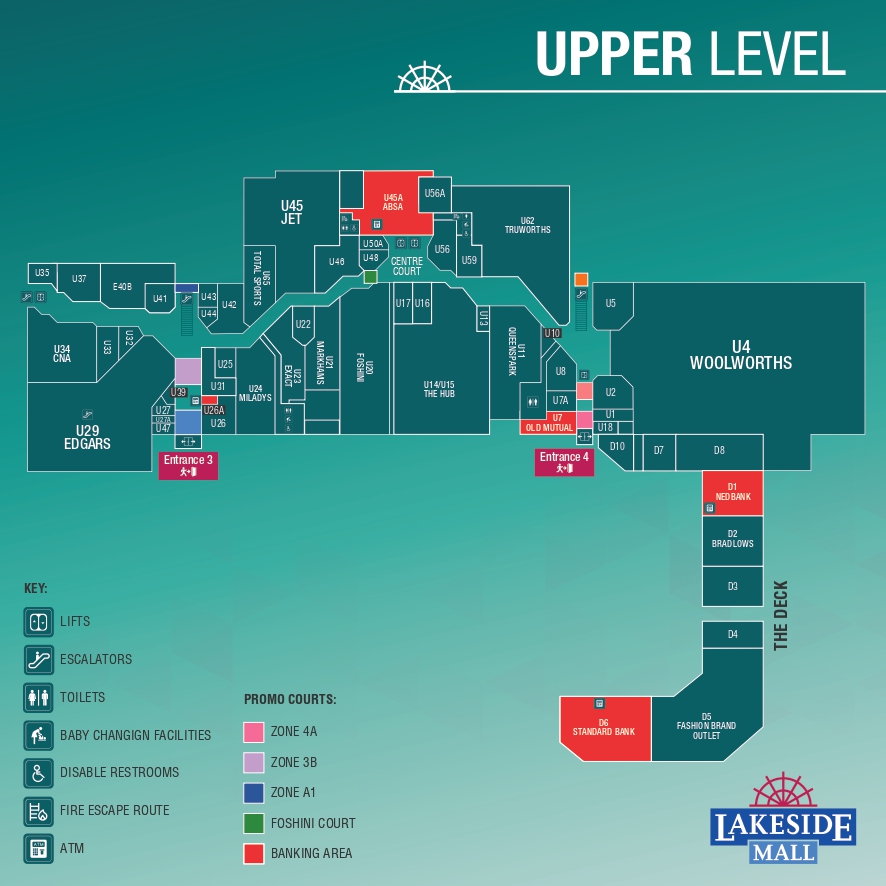 UPPER LEVEL
U45
JET
U45A
ABSA
U56A
U62
TRUWORTHS
U50A
U48
CENTRE
COURT
U56
U59
U46
U65
TOTAL SPORTS
U35
U37
E40B
U41
U43
U44
U42
U34
CNA
U33
U32
U29
EDGARS
U39
U27
U27A
U47
U25
U31
U26A
U26
U24
MILADYS
U22
U23
EXACT
U21
MARKHAMS
U20
FOSHINI
U17
U16
U14/U15
THE HUB
U13
U11
QUEENSPARK
U10
U8
U7A
U7
OLD MUTUAL
U5
U4
WOOLWORTHS
U2
U1
U18
D10
D7
D8
Entrance 3
Entrance 4
D1
NEDBANK
D2
BRADLOWS
D3
D4
THE DECK
D5
FASHION BRAND
OUTLET
D6
STANDARD BANK
KEY:
LIFTS
ESCALATORS
TOILETS
BABY CHANGIGN FACILITIES
DISABLE RESTROOMS
FIRE ESCAPE ROUTE
ATM
PROMO COURTS:
ZONE 4A
ZONE 3B
ZONE A1
FOSHINI COURT
BANKING AREA
LAKESIDE
MALL